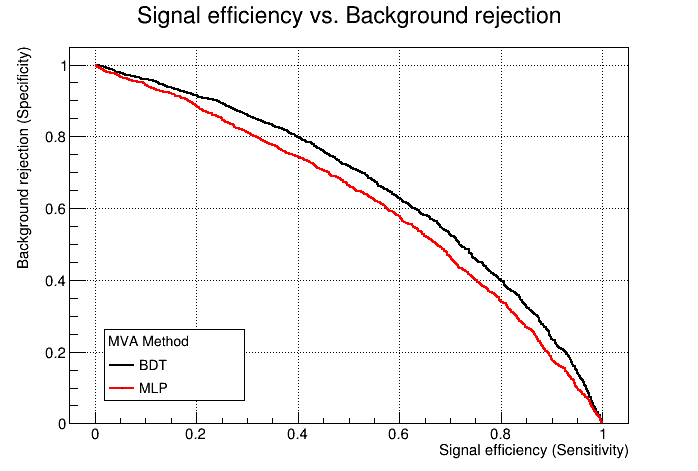 Signal efficiency vs. Background rejection
Background rejection (Specificity)
1
0.8
0.6
0.4
0.2
0
MVA Method
BDT
MLP
0 0.2 0.4 0.6 0.8 1
Signal efficiency (Sensitivity)